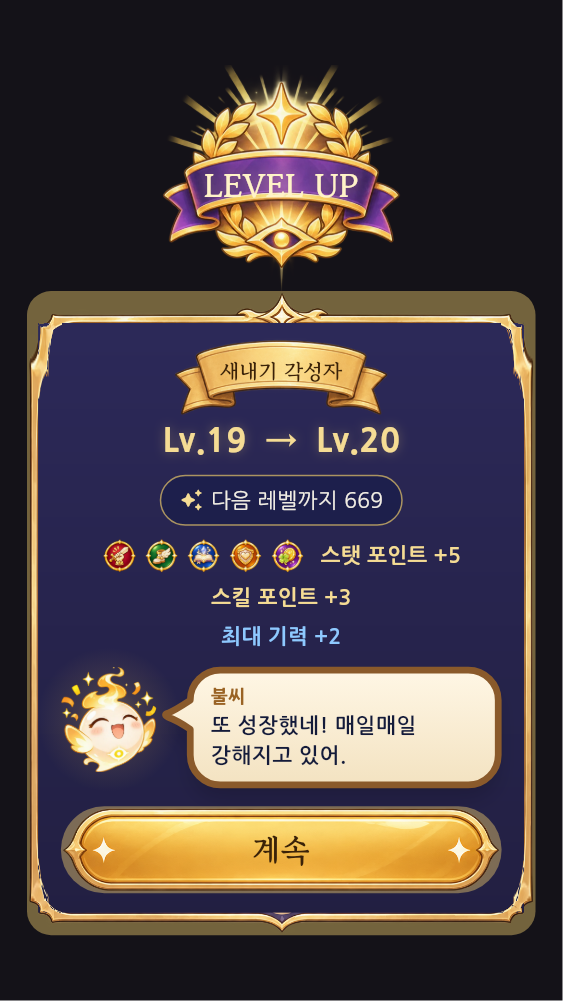 LEVEL UP
새내기 각성자
Lv.19 → Lv.20
다음 레벨까지 669
스탯 포인트 +5
스킬 포인트 +3
최대 기력 +2
불씨
또 성장했네! 매일매일
강해지고 있어.
계속